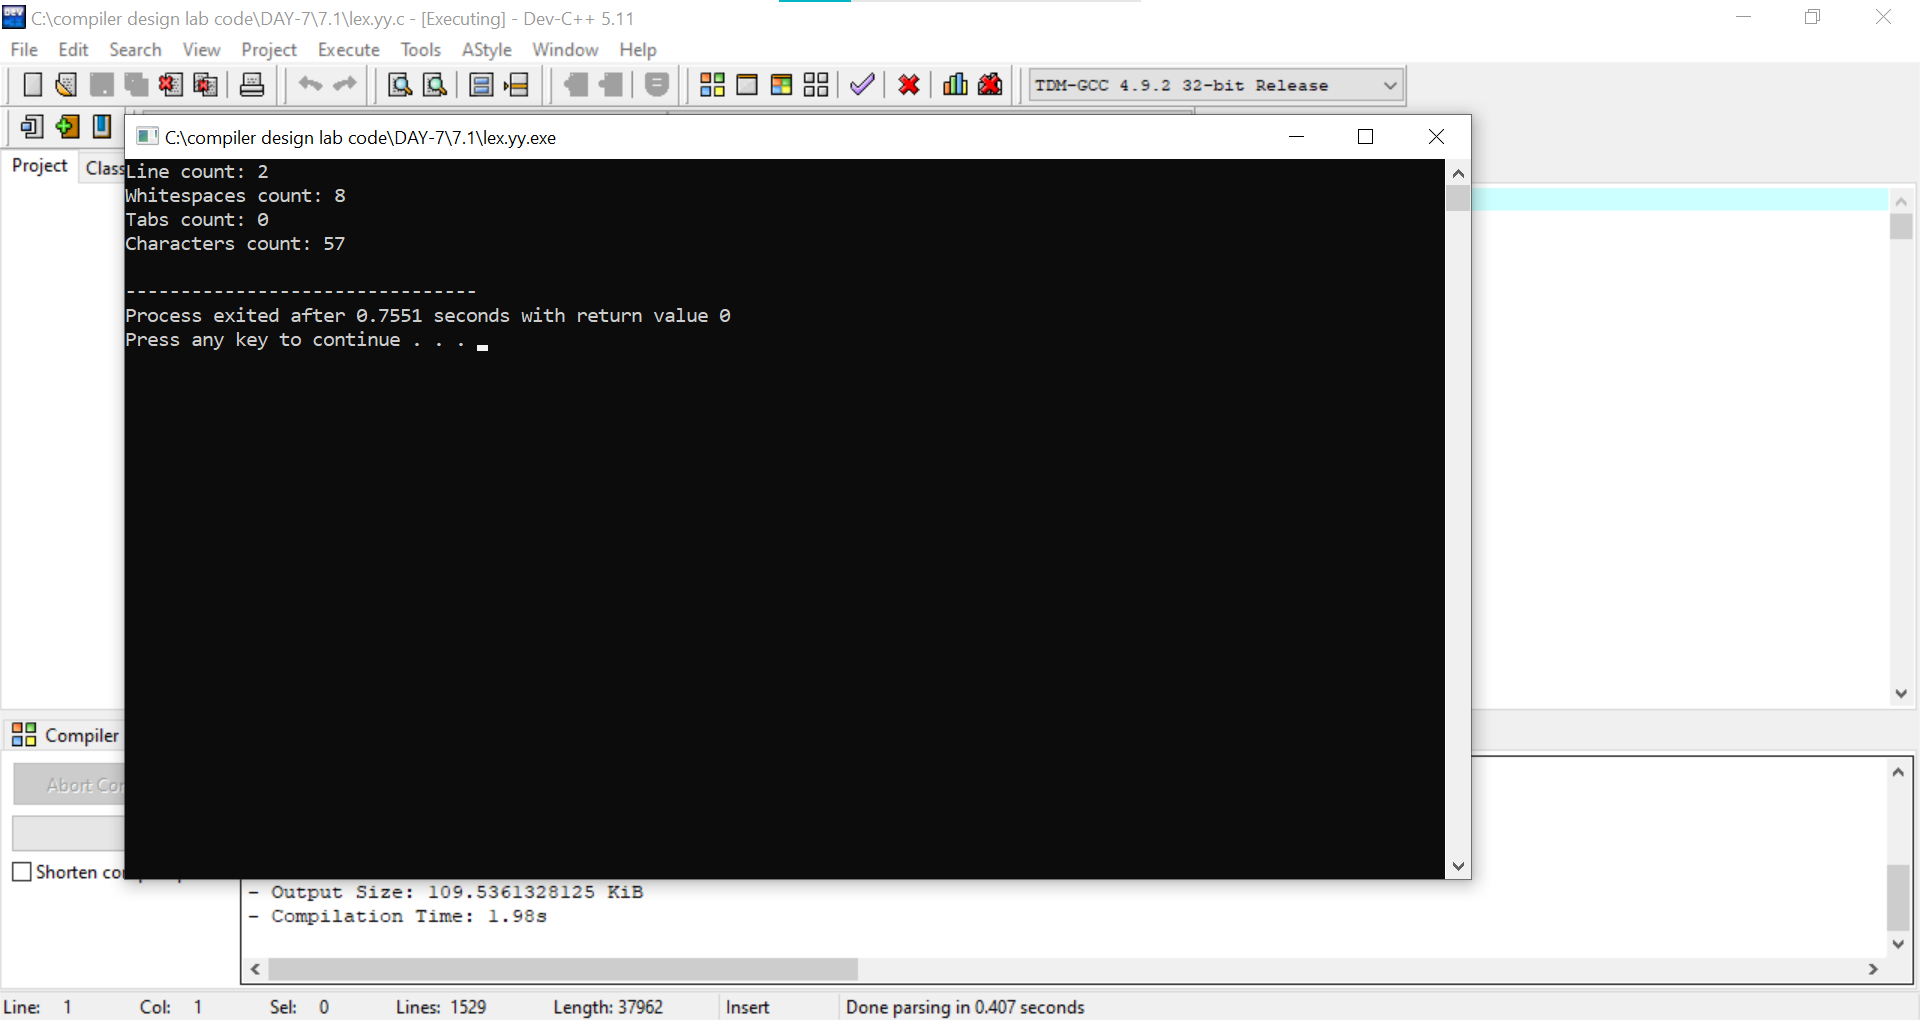 C:\compiler design lab code\DAY-7\7.1\lex.yy.c - [Executing] - Dev-C++ 5.11
File Edit Search View Project Execute Tools AStyle Window Help
TDM-GCC 4.9.2 32-bit Release
C:\compiler design lab code\DAY-7\7.1\lex.yy.exe
Project Class
Line count: 2
Whitespaces count: 8
Tabs count: 0
Characters count: 57
--------------------------------
Process exited after 0.7551 seconds with return value 0
Press any key to continue . . .
Compiler
Abort Con
Shorten co
- Output Size: 109.5361328125 KiB
- Compilation Time: 1.98s
Line: 1 Col: 1 Sel: 0 Lines: 1529 Length: 37962 Insert Done parsing in 0.407 seconds